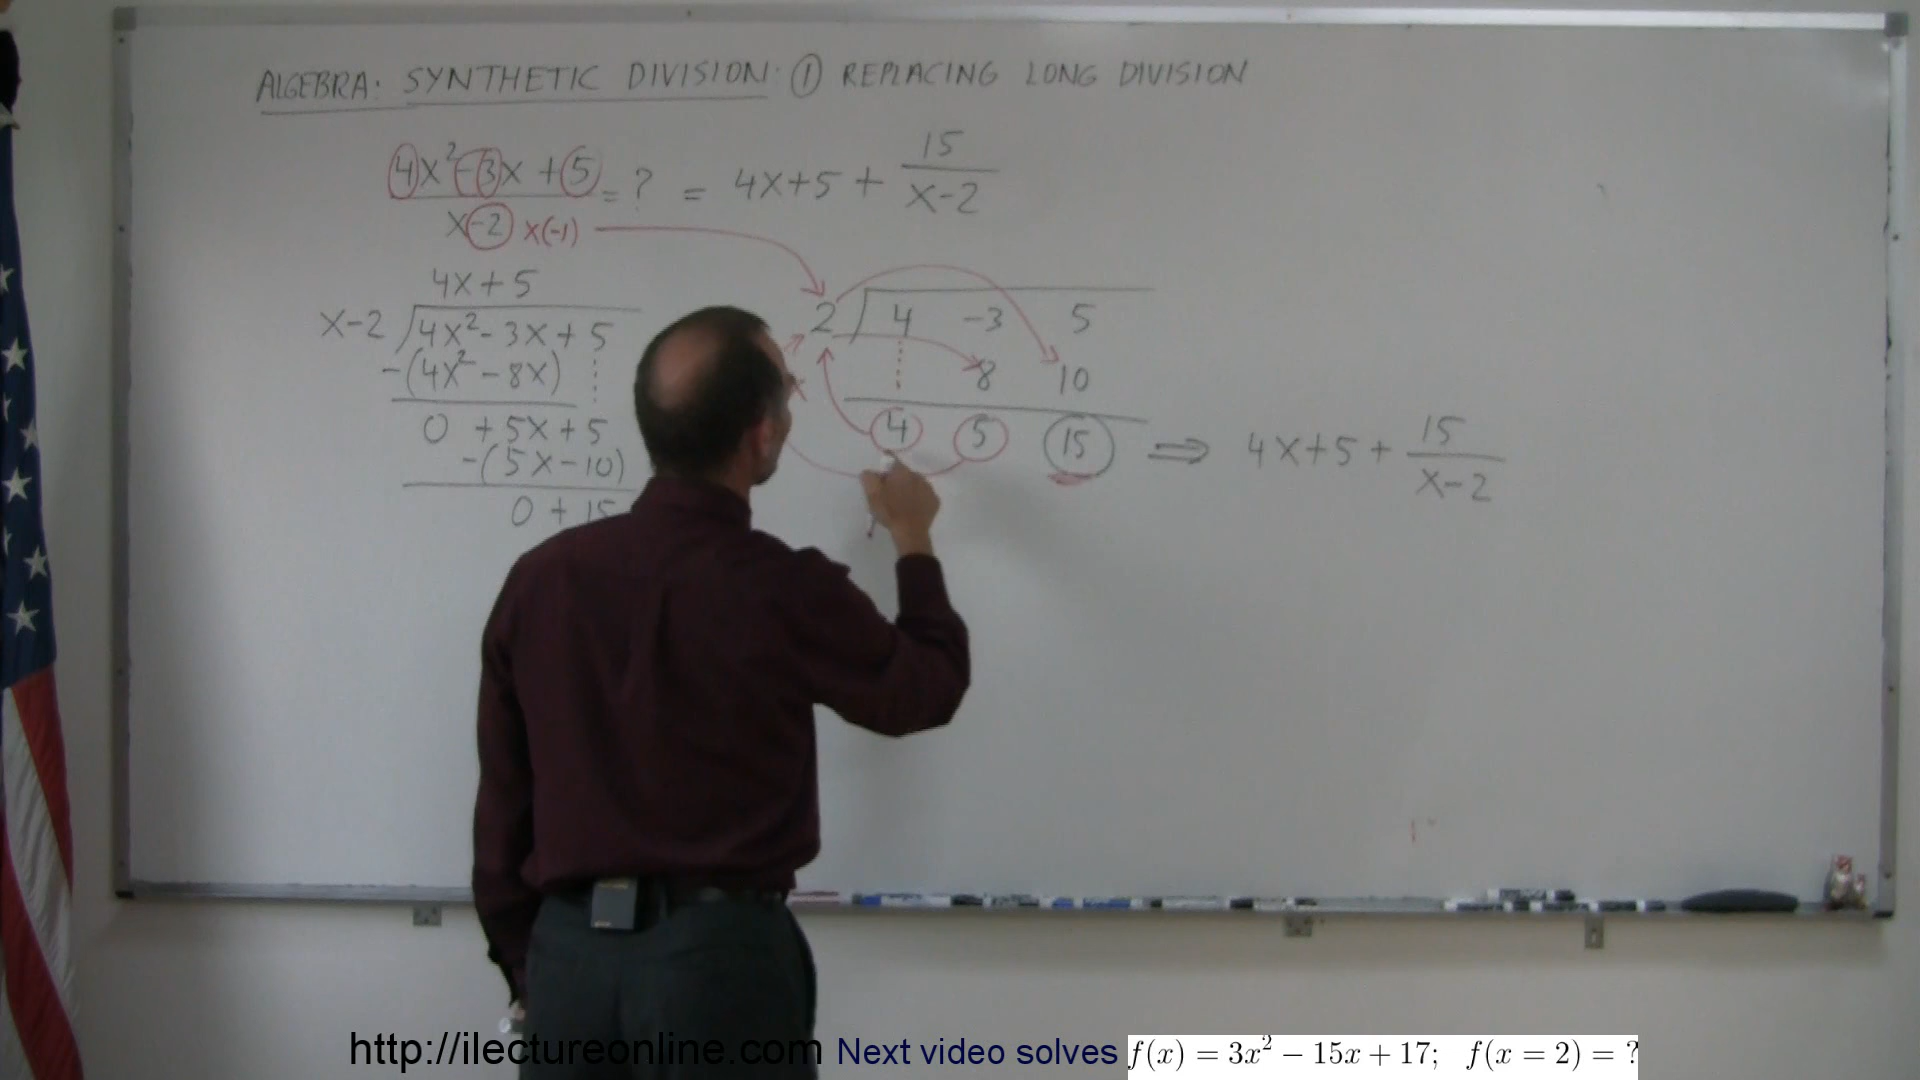 ALGEBRA: SYNTHETIC DIVISION: ① REPLACING LONG DIVISION
4x² - 3x + 5 / x - 2 x(-1) = ? = 4x + 5 + 15 / x - 2
4x + 5
x - 2 ) 4x² - 3x + 5
-(4x² - 8x)
0 + 5x + 5
-(5x - 10)
0 + 15
2 ) 4 -3 5
x 8 10
4 5 15 ⇒ 4x + 5 + 15 / x - 2
http://ilectureonline.com Next video solves f(x) = 3x² − 15x + 17; f(x = 2) = ?